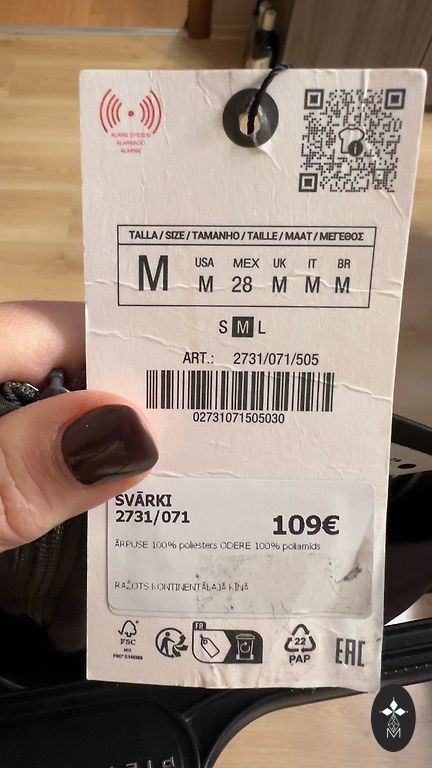 ALARM SYSTEM
ALARMADO
ALARME
TALLA / SIZE / TAMANHO / TAILLE / MAAT / ΜΕΓΕΘΟΣ
M
USA MEX UK IT BR
M 28 M M M
S M L
ART.: 2731/071/505
02731071505030
SVĀRKI
2731/071
109€
ĀRPUSE 100% poliesters ODERE 100% poliamīds
RAŽOTS KONTINENTĀLAJĀ ĶĪNĀ
FSC
MIX
FR
22
PAP
EAC
M